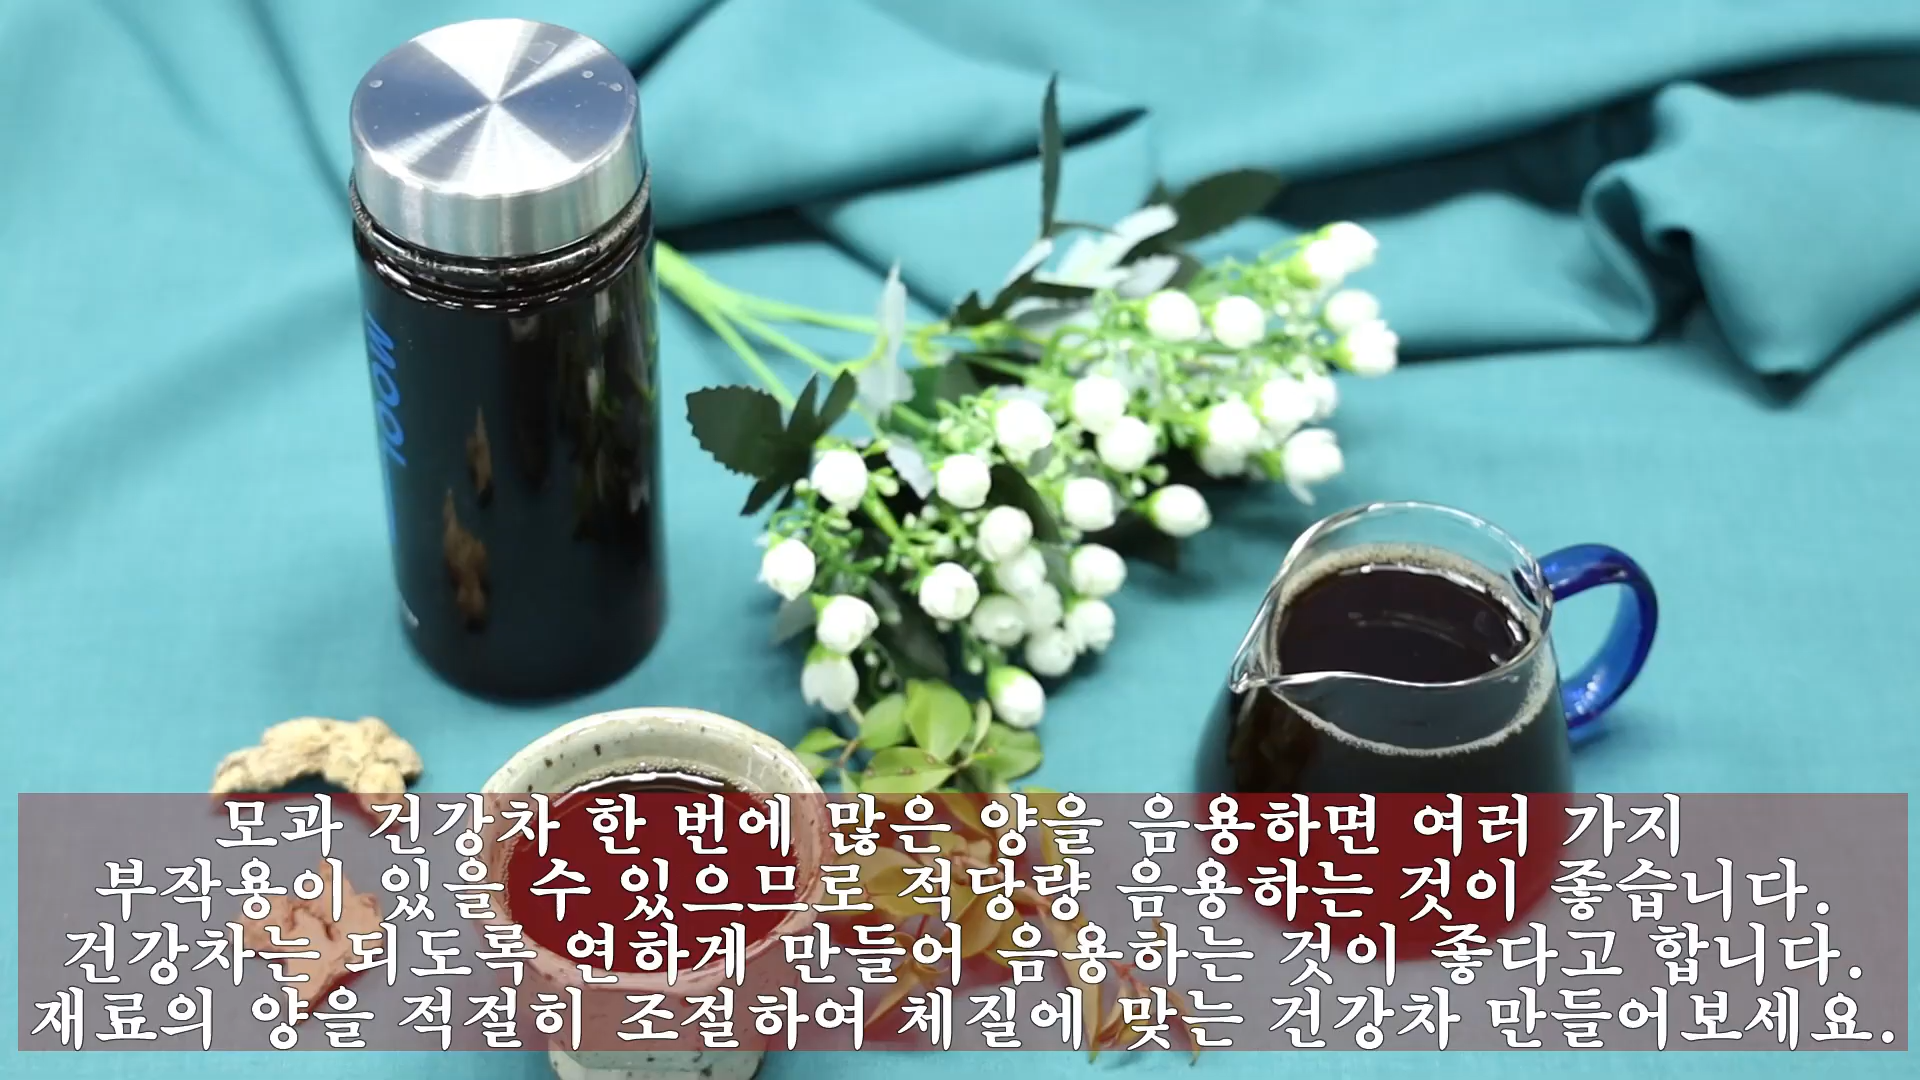 MOOL
모과 건강차 한 번에 많은 양을 음용하면 여러 가지
부작용이 있을 수 있으므로 적당량 음용하는 것이 좋습니다.
건강차는 되도록 연하게 만들어 음용하는 것이 좋다고 합니다.
재료의 양을 적절히 조절하여 체질에 맞는 건강차 만들어보세요.